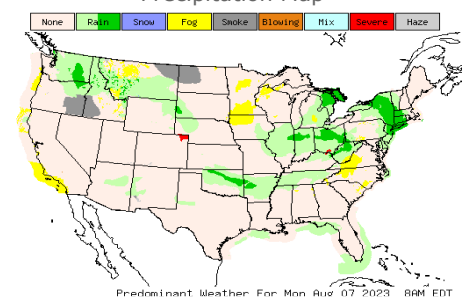 Precipitation Map
None Rain Snow Fog Smoke Blowing Mix Severe Haze
Predominant Weather For Mon Aug 07 2023 8AM EDT